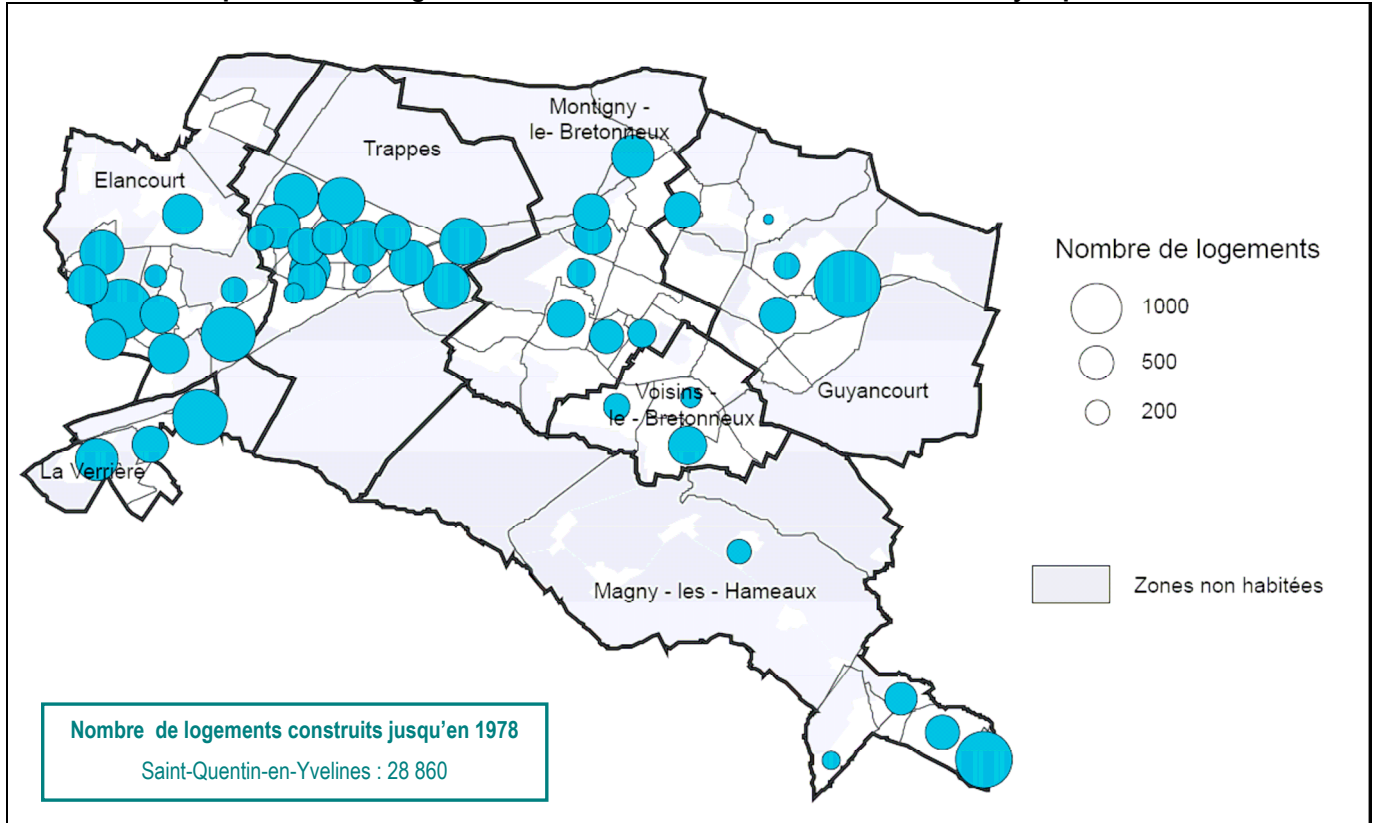 Montigny -
le- Bretonneux
Trappes
Elancourt
Nombre de logements
1000
500
200
Voisins -
le - Bretonneux
Guyancourt
La Verrière
Zones non habitées
Magny - les - Hameaux
Nombre de logements construits jusqu'en 1978
Saint-Quentin-en-Yvelines : 28 860